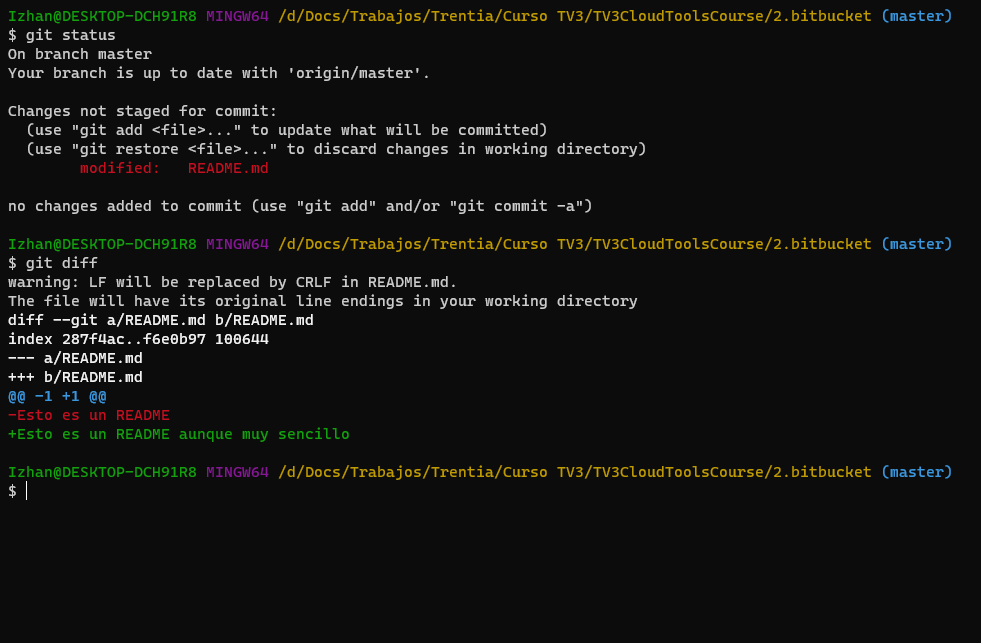 Izhan@DESKTOP-DCH91R8 MINGW64 /d/Docs/Trabajos/Trentia/Curso TV3/TV3CloudToolsCourse/2.bitbucket (master)
$ git status
On branch master
Your branch is up to date with 'origin/master'.

Changes not staged for commit:
  (use "git add <file>..." to update what will be committed)
  (use "git restore <file>..." to discard changes in working directory)
        modified:   README.md

no changes added to commit (use "git add" and/or "git commit -a")

Izhan@DESKTOP-DCH91R8 MINGW64 /d/Docs/Trabajos/Trentia/Curso TV3/TV3CloudToolsCourse/2.bitbucket (master)
$ git diff
warning: LF will be replaced by CRLF in README.md.
The file will have its original line endings in your working directory
diff --git a/README.md b/README.md
index 287f4ac..f6e0b97 100644
--- a/README.md
+++ b/README.md
@@ -1 +1 @@
-Esto es un README
+Esto es un README aunque muy sencillo

Izhan@DESKTOP-DCH91R8 MINGW64 /d/Docs/Trabajos/Trentia/Curso TV3/TV3CloudToolsCourse/2.bitbucket (master)
$